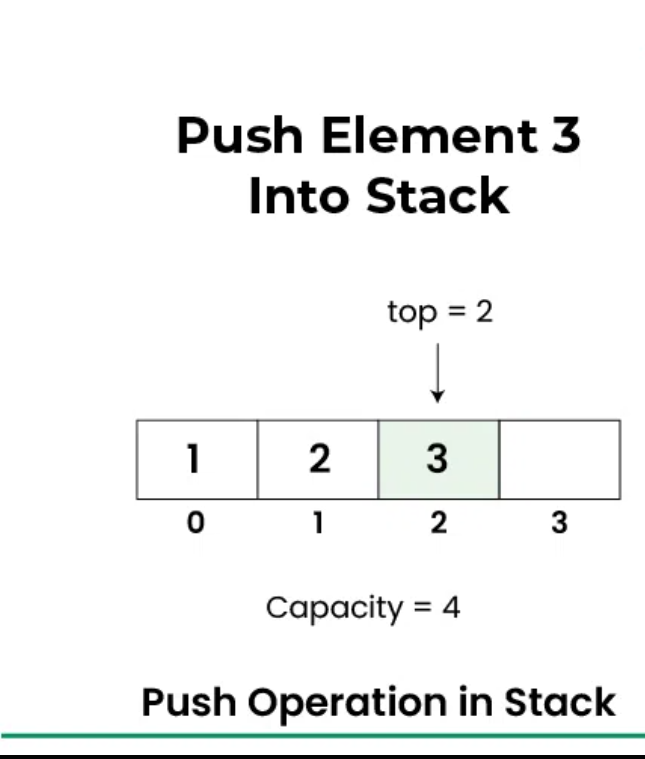 Push Element 3
Into Stack
top = 2
1 2 3
0 1 2 3
Capacity = 4
Push Operation in Stack